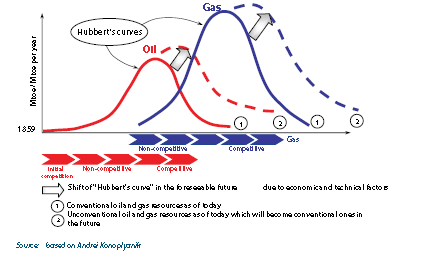 Gas
Hubbert's curves
Oil
Mtoe/Mtoe per year
1859
1 2 1 2
Non-competitive Competitive Gas
Initial competition Non-competitive Competitive
Shift of "Hubbert's curve" in the foreseeable future due to economic and technical factors
1 Conventional oil and gas resources as of today
2 Unconventional oil and gas resources as of today which will become conventional ones in
the future
Source: based on Andrei Konoplyanik